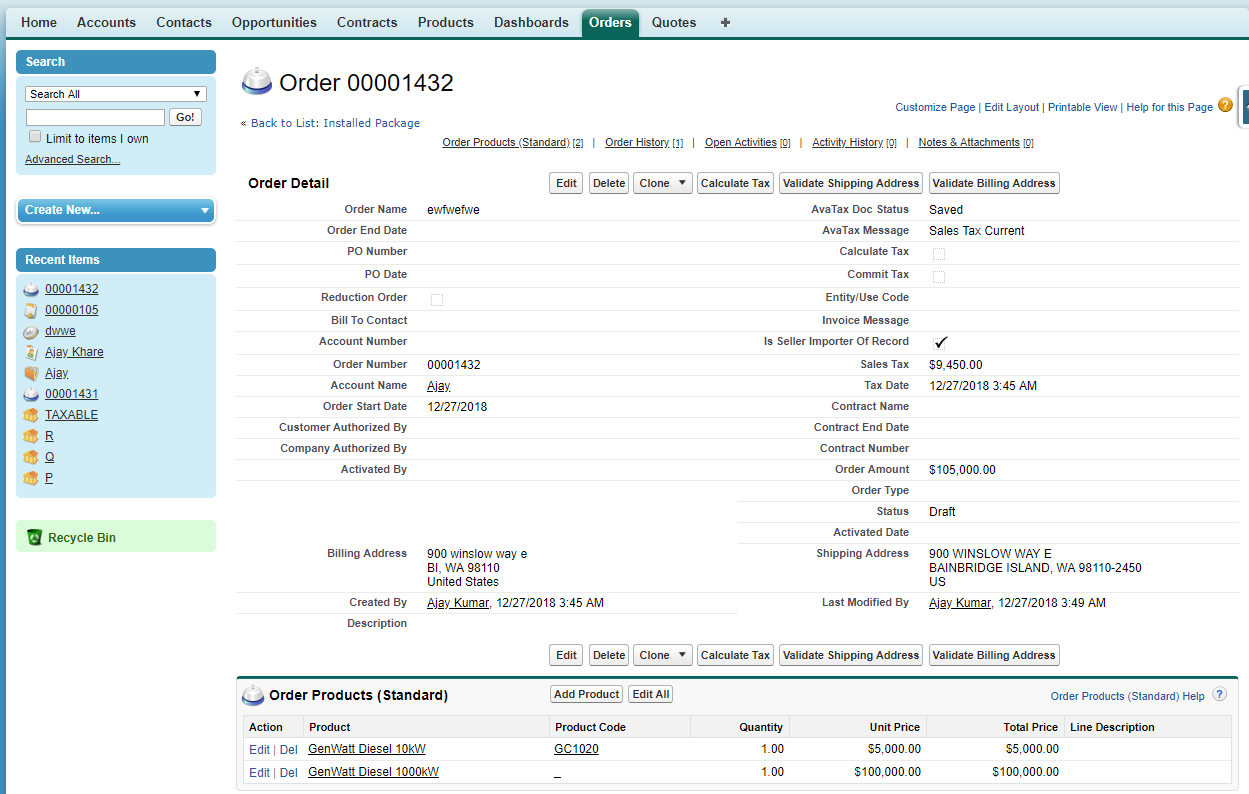 Home Accounts Contacts Opportunities Contracts Products Dashboards Orders Quotes +
Search
Search All
Go!
Limit to items I own
Advanced Search...
Create New...
Recent Items
00001432
00000105
dwwe
Ajay Khare
Ajay
00001431
TAXABLE
R
Q
P
Recycle Bin
Order 00001432
Customize Page | Edit Layout | Printable View | Help for this Page ?
« Back to List: Installed Package
Order Products (Standard) [2] | Order History [1] | Open Activities [0] | Activity History [0] | Notes & Attachments [0]
Order Detail Edit Delete Clone Calculate Tax Validate Shipping Address Validate Billing Address
Order Name ewfwefwe AvaTax Doc Status Saved
Order End Date AvaTax Message Sales Tax Current
PO Number Calculate Tax
PO Date Commit Tax
Reduction Order Entity/Use Code
Bill To Contact Invoice Message
Account Number Is Seller Importer Of Record
Order Number 00001432 Sales Tax $9,450.00
Account Name Ajay Tax Date 12/27/2018 3:45 AM
Order Start Date 12/27/2018 Contract Name
Customer Authorized By Contract End Date
Company Authorized By Contract Number
Activated By Order Amount $105,000.00
Order Type
Status Draft
Activated Date
Billing Address 900 winslow way e Shipping Address 900 WINSLOW WAY E
BI, WA 98110 BAINBRIDGE ISLAND, WA 98110-2450
United States US
Created By Ajay Kumar, 12/27/2018 3:45 AM Last Modified By Ajay Kumar, 12/27/2018 3:49 AM
Description
Edit Delete Clone Calculate Tax Validate Shipping Address Validate Billing Address
Order Products (Standard) Add Product Edit All Order Products (Standard) Help ?
Action Product Product Code Quantity Unit Price Total Price Line Description
Edit | Del GenWatt Diesel 10kW GC1020 1.00 $5,000.00 $5,000.00
Edit | Del GenWatt Diesel 1000kW _ 1.00 $100,000.00 $100,000.00